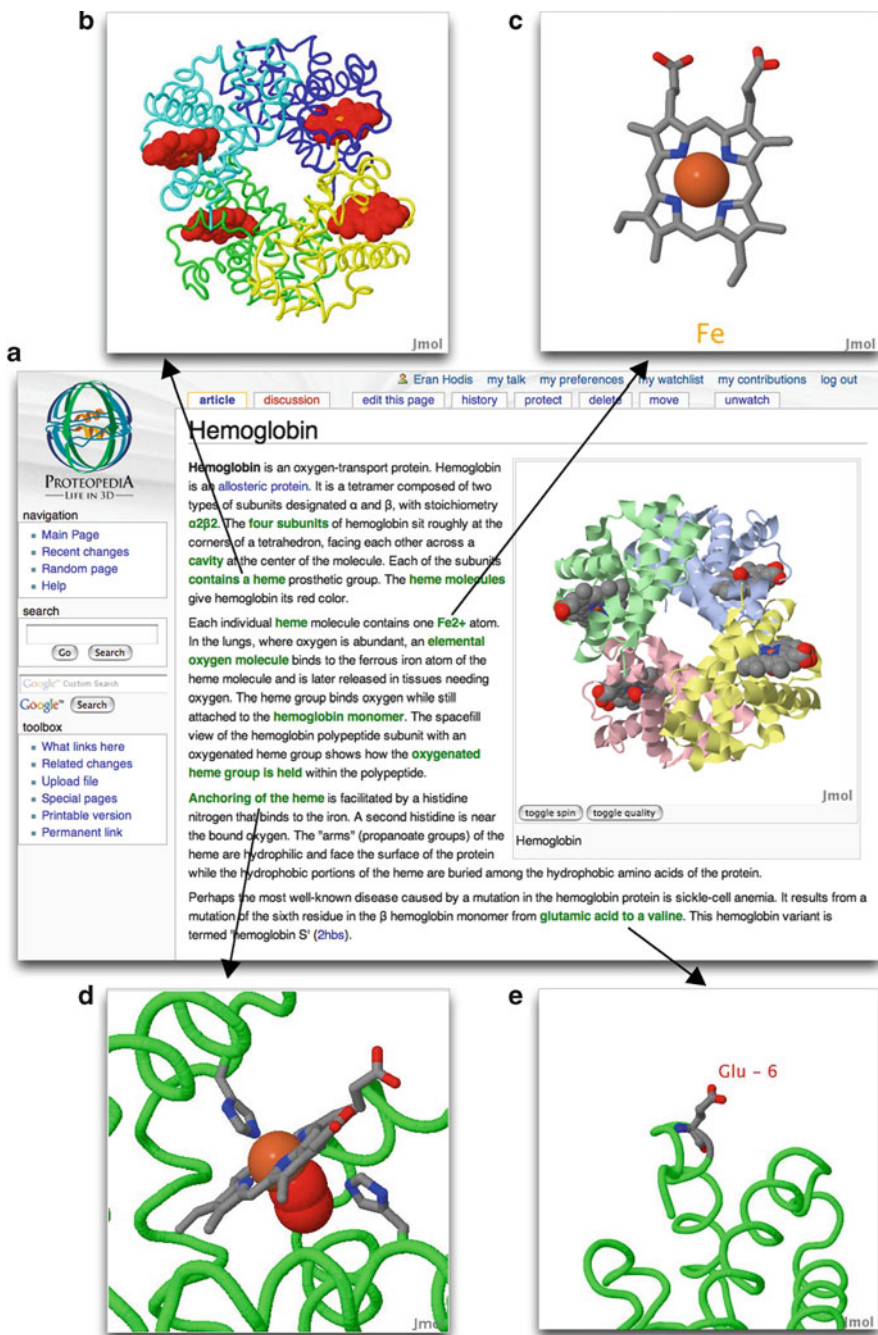 b
c
Jmol
Fe
Jmol
a
Eran Hodis my talk my preferences my watchlist my contributions log out
article discussion edit this page history protect delete move unwatch
PROTEOPEDIA
LIFE IN 3D
navigation
Main Page
Recent changes
Random page
Help
search
Go Search
Google™ Custom Search
Google™ Search
toolbox
What links here
Related changes
Upload file
Special pages
Printable version
Permanent link
Hemoglobin
Hemoglobin is an oxygen-transport protein. Hemoglobin
is an allosteric protein. It is a tetramer composed of two
types of subunits designated α and β, with stoichiometry
α2β2. The four subunits of hemoglobin sit roughly at the
corners of a tetrahedron, facing each other across a
cavity at the center of the molecule. Each of the subunits
contains a heme prosthetic group. The heme molecules
give hemoglobin its red color.
Each individual heme molecule contains one Fe2+ atom.
In the lungs, where oxygen is abundant, an elemental
oxygen molecule binds to the ferrous iron atom of the
heme molecule and is later released in tissues needing
oxygen. The heme group binds oxygen while still
attached to the hemoglobin monomer. The spacefill
view of the hemoglobin polypeptide subunit with an
oxygenated heme group shows how the oxygenated
heme group is held within the polypeptide.
Anchoring of the heme is facilitated by a histidine
nitrogen that binds to the iron. A second histidine is near
the bound oxygen. The "arms" (propanoate groups) of the
heme are hydrophilic and face the surface of the protein
while the hydrophobic portions of the heme are buried among the hydrophobic amino acids of the protein.
Perhaps the most well-known disease caused by a mutation in the hemoglobin protein is sickle-cell anemia. It results from a
mutation of the sixth residue in the β hemoglobin monomer from glutamic acid to a valine. This hemoglobin variant is
termed 'hemoglobin S' (2hbs).
Jmol
toggle spin toggle quality
Hemoglobin
d
e
Jmol
Glu - 6
Jmol